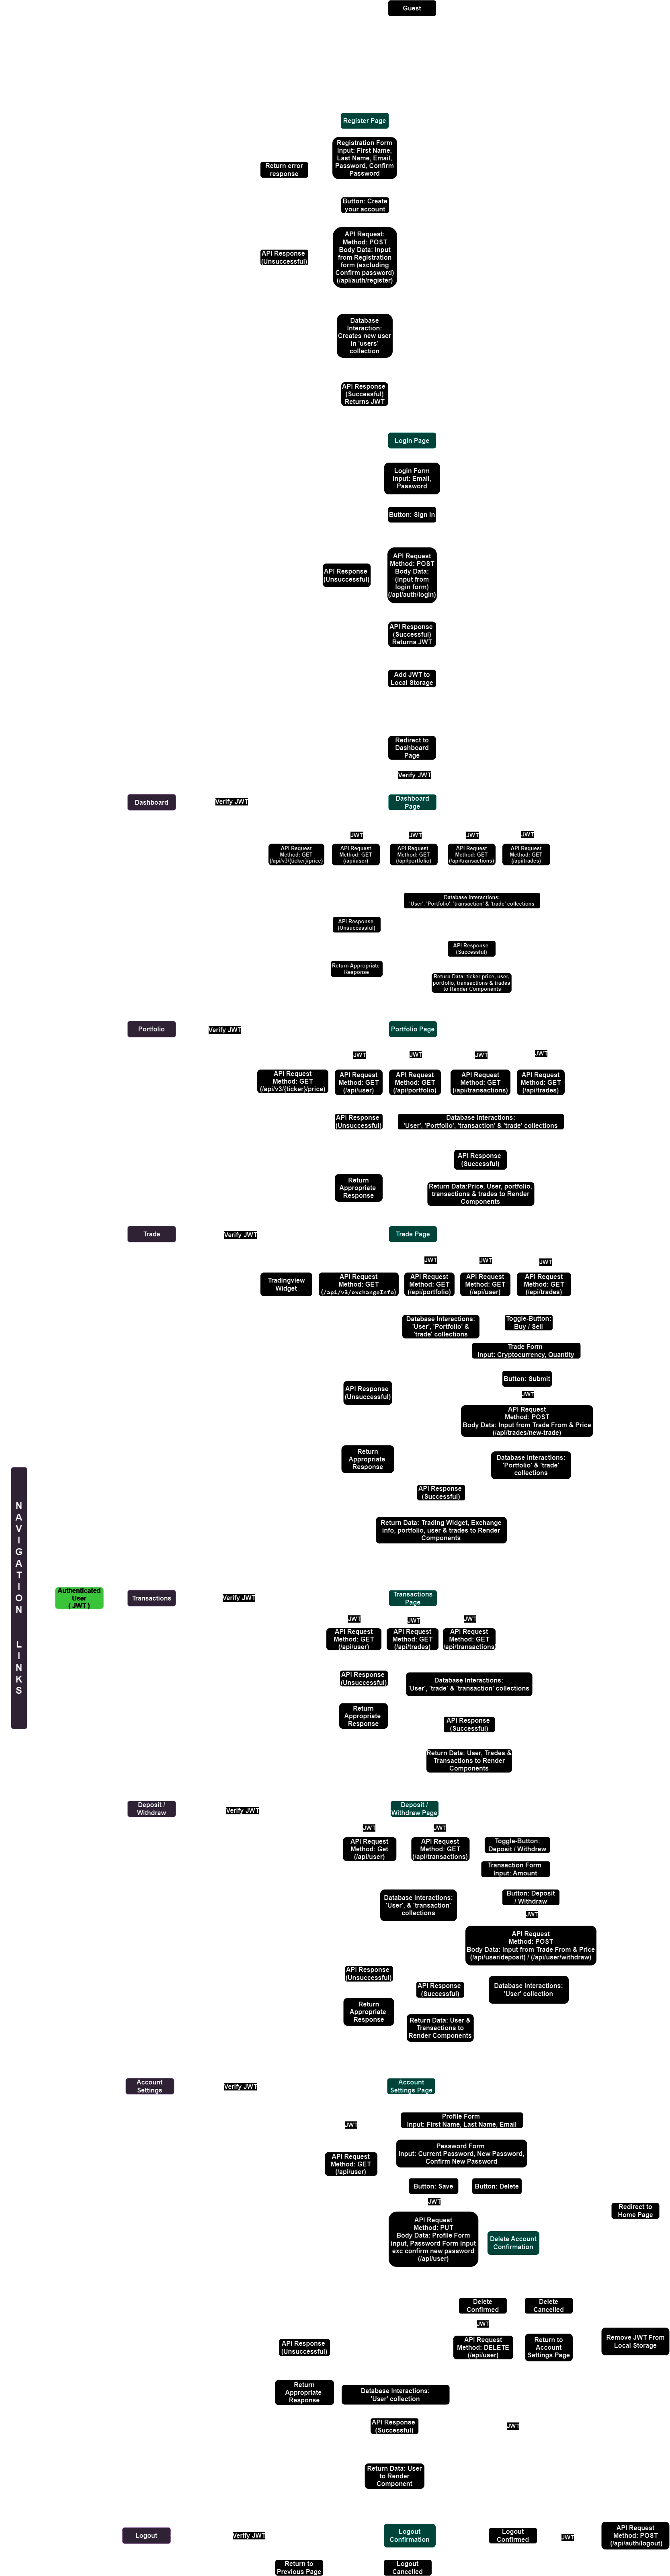 Guest
Register Page
Registration Form
Input: First Name,
Last Name, Email,
Password, Confirm
Password
Return error
response
Button: Create
your account
API Request:
Method: POST
Body Data: Input
from Registration
form (excluding
Confirm password)
(/api/auth/register)
API Response
(Unsuccessful)
Database
Interaction:
Creates new user
in 'users'
collection
API Response
(Successful)
Returns JWT
Login Page
Login Form
Input: Email,
Password
Button: Sign in
API Request
Method: POST
Body Data:
(Input from
login form)
(/api/auth/login)
API Response
(Unsuccessful)
API Response
(Successful)
Returns JWT
Add JWT to
Local Storage
Redirect to
Dashboard
Page
Verify JWT
Dashboard
Verify JWT
Dashboard
Page
JWT
JWT
JWT
JWT
API Request
Method: GET
(/api/v3/{ticker}/price)
API Request
Method: GET
(/api/user)
API Request
Method: GET
(/api/portfolio)
API Request
Method: GET
(/api/transactions)
API Request
Method: GET
(/api/trades)
Database Interactions:
'User', 'Portfolio', 'transaction' & 'trade' collections
API Response
(Unsuccessful)
API Response
(Successful)
Return Appropriate
Response
Return Data: ticker price, user,
portfolio, transactions & trades
to Render Components
Portfolio
Verify JWT
Portfolio Page
JWT
JWT
JWT
JWT
API Request
Method: GET
(/api/v3/{ticker}/price)
API Request
Method: GET
(/api/user)
API Request
Method: GET
(/api/portfolio)
API Request
Method: GET
(/api/transactions)
API Request
Method: GET
(/api/trades)
API Response
(Unsuccessful)
Database Interactions:
'User', 'Portfolio', 'transaction' & 'trade' collections
API Response
(Successful)
Return
Appropriate
Response
Return Data:Price, User, portfolio,
transactions & trades to Render
Components
Trade
Verify JWT
Trade Page
JWT
JWT
JWT
Tradingview
Widget
API Request
Method: GET
(/api/v3/exchangeInfo)
API Request
Method: GET
(/api/portfolio)
API Request
Method: GET
(/api/user)
API Request
Method: GET
(/api/trades)
Database Interactions:
'User', 'Portfolio' &
'trade' collections
Toggle-Button:
Buy / Sell
Trade Form
Input: Cryptocurrency, Quantity
Button: Submit
JWT
API Response
(Unsuccessful)
API Request
Method: POST
Body Data: Input from Trade From & Price
(/api/trades/new-trade)
Return
Appropriate
Response
Database Interactions:
'Portfolio' & 'trade'
collections
API Response
(Successful)
Return Data: Trading Widget, Exchange
info, portfolio, user & trades to Render
Components
NAVIGATION LINKS
Authenticated
User
( JWT )
Transactions
Verify JWT
Transactions
Page
JWT
JWT
JWT
API Request
Method: GET
(/api/user)
API Request
Method: GET
(/api/trades)
API Request
Method: GET
(/api/transactions
API Response
(Unsuccessful)
Database Interactions:
'User', 'trade' & 'transaction' collections
Return
Appropriate
Response
API Response
(Successful)
Return Data: User, Trades &
Transactions to Render
Components
Deposit /
Withdraw
Verify JWT
Deposit /
Withdraw Page
JWT
JWT
API Request
Method: Get
(/api/user)
API Request
Method: GET
(/api/transactions)
Toggle-Button:
Deposit / Withdraw
Transaction Form
Input: Amount
Database Interactions:
'User', & 'transaction'
collections
Button: Deposit
/ Withdraw
JWT
API Request
Method: POST
Body Data: Input from Trade From & Price
(/api/user/deposit) / (/api/user/withdraw)
API Response
(Unsuccessful)
API Response
(Successful)
Database Interactions:
'User' collection
Return
Appropriate
Response
Return Data: User &
Transactions to
Render Components
Account
Settings
Verify JWT
Account
Settings Page
JWT
Profile Form
Input: First Name, Last Name, Email
API Request
Method: GET
(/api/user)
Password Form
Input: Current Password, New Password,
Confirm New Password
Button: Save
Button: Delete
JWT
Redirect to
Home Page
API Request
Method: PUT
Body Data: Profile Form
input, Password Form input
exc confirm new password
(/api/user)
Delete Account
Confirmation
Delete
Confirmed
Delete
Cancelled
JWT
API Response
(Unsuccessful)
API Request
Method: DELETE
(/api/user)
Return to
Account
Settings Page
Remove JWT From
Local Storage
Return
Appropriate
Response
Database Interactions:
'User' collection
API Response
(Successful)
JWT
Return Data: User
to Render
Component
Logout
Verify JWT
Logout
Confirmation
Logout
Confirmed
JWT
API Request
Method: POST
(/api/auth/logout)
Return to
Previous Page
Logout
Cancelled